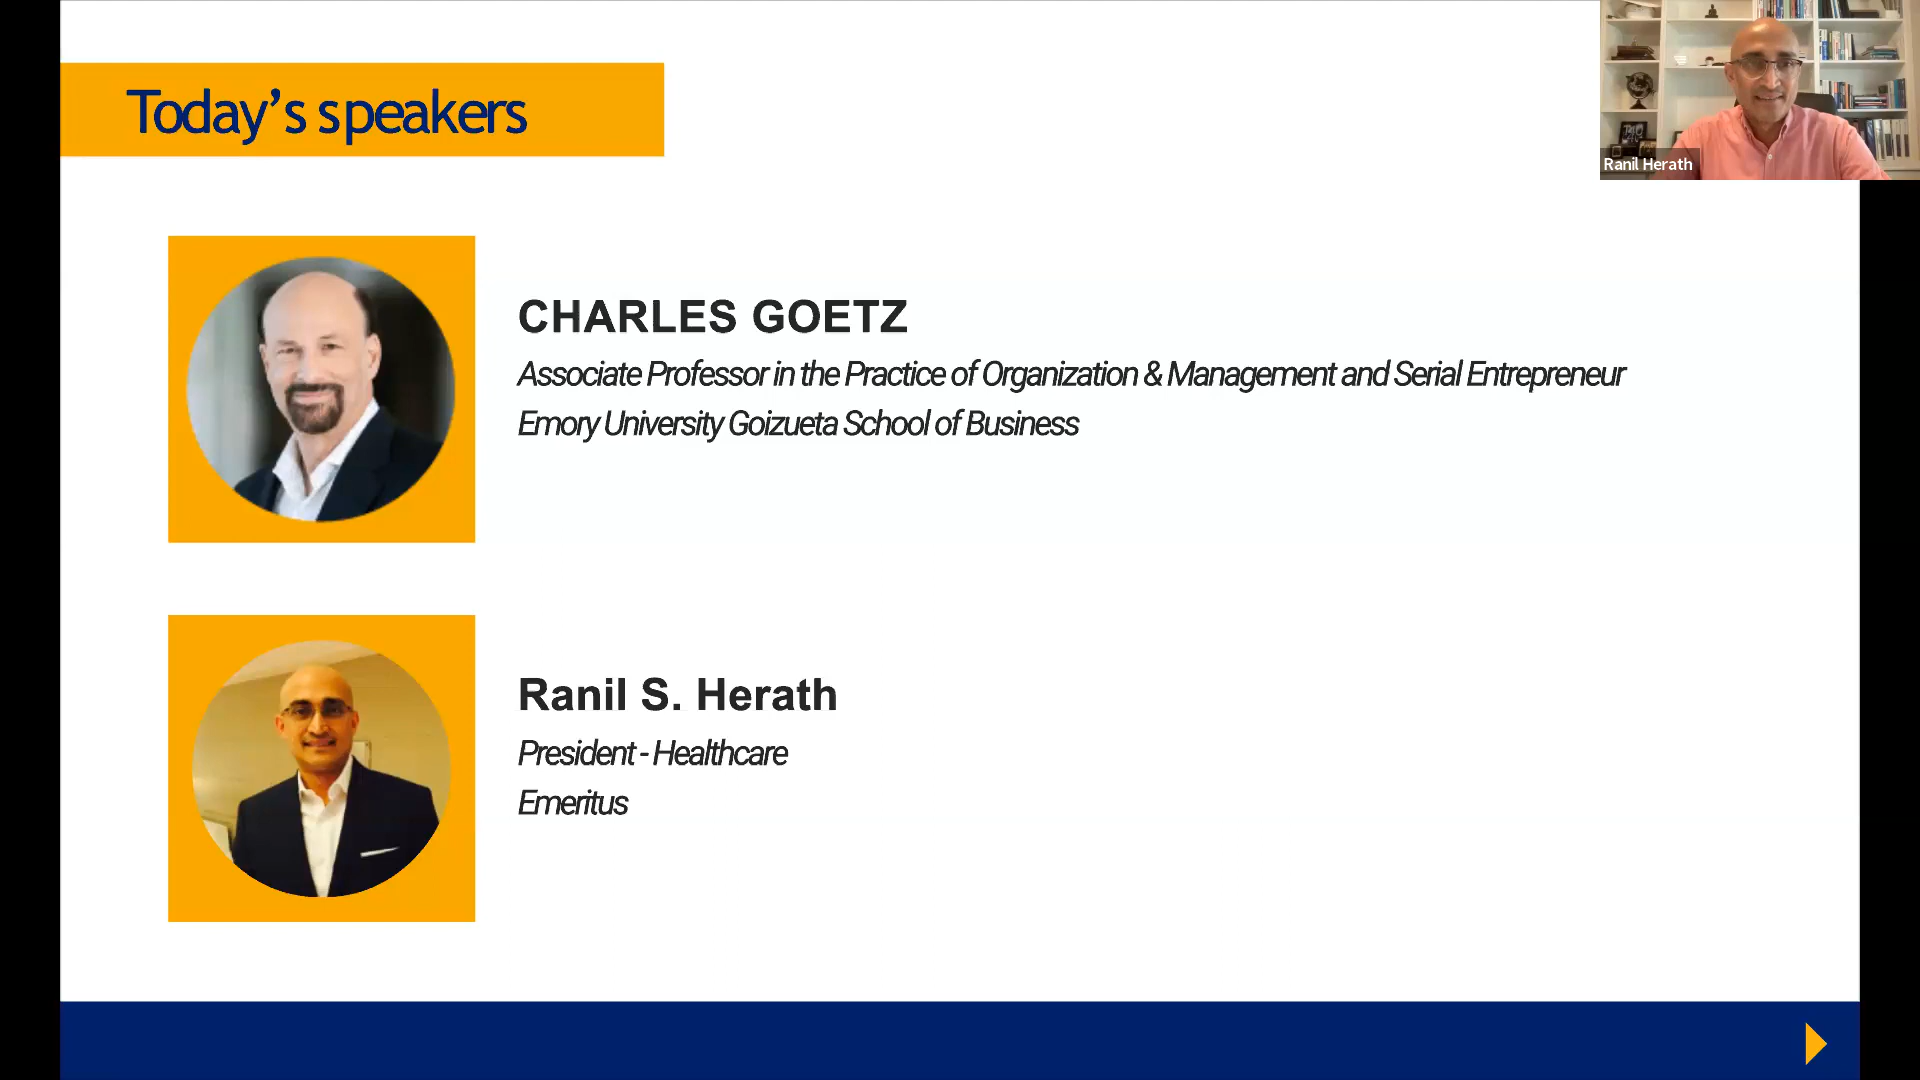 Today's speakers
Ranil Herath
CHARLES GOETZ
Associate Professor in the Practice of Organization & Management and Serial Entrepreneur
Emory University Goizueta School of Business
Ranil S. Herath
President - Healthcare
Emeritus